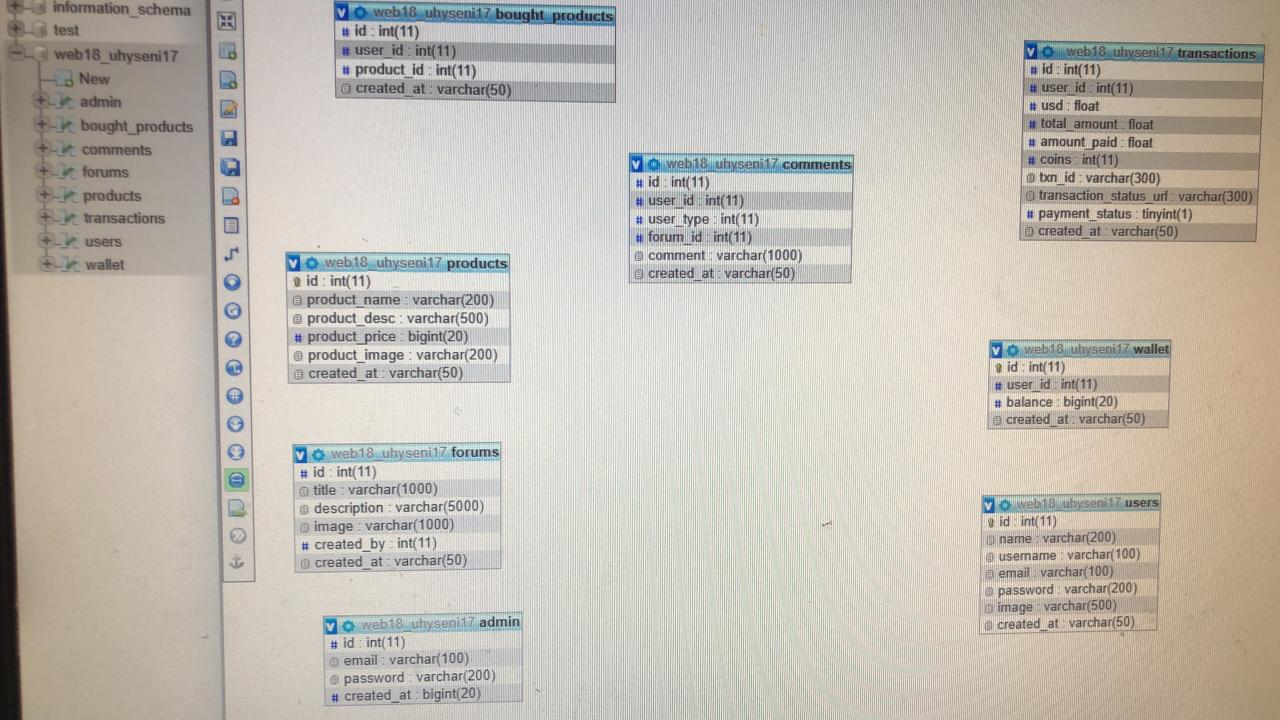 information_schema
test
web18_uhyseni17
New
admin
bought_products
comments
forums
products
transactions
users
wallet
web18_uhyseni17 bought_products
id : int(11)
user_id : int(11)
product_id : int(11)
created_at : varchar(50)
web18_uhyseni17 transactions
id : int(11)
user_id : int(11)
usd : float
total_amount : float
amount_paid : float
coins : int(11)
txn_id : varchar(300)
transaction_status_url : varchar(300)
payment_status : tinyint(1)
created_at : varchar(50)
web18_uhyseni17 comments
id : int(11)
user_id : int(11)
user_type : int(11)
forum_id : int(11)
comment : varchar(1000)
created_at : varchar(50)
web18_uhyseni17 products
id : int(11)
product_name : varchar(200)
product_desc : varchar(500)
product_price : bigint(20)
product_image : varchar(200)
created_at : varchar(50)
web18_uhyseni17 wallet
id : int(11)
user_id : int(11)
balance : bigint(20)
created_at : varchar(50)
web18_uhyseni17 forums
id : int(11)
title : varchar(1000)
description : varchar(5000)
image : varchar(1000)
created_by : int(11)
created_at : varchar(50)
web18_uhyseni17 users
id : int(11)
name : varchar(200)
username : varchar(100)
email : varchar(100)
password : varchar(200)
image : varchar(500)
created_at : varchar(50)
web18_uhyseni17 admin
id : int(11)
email : varchar(100)
password : varchar(200)
created_at : bigint(20)